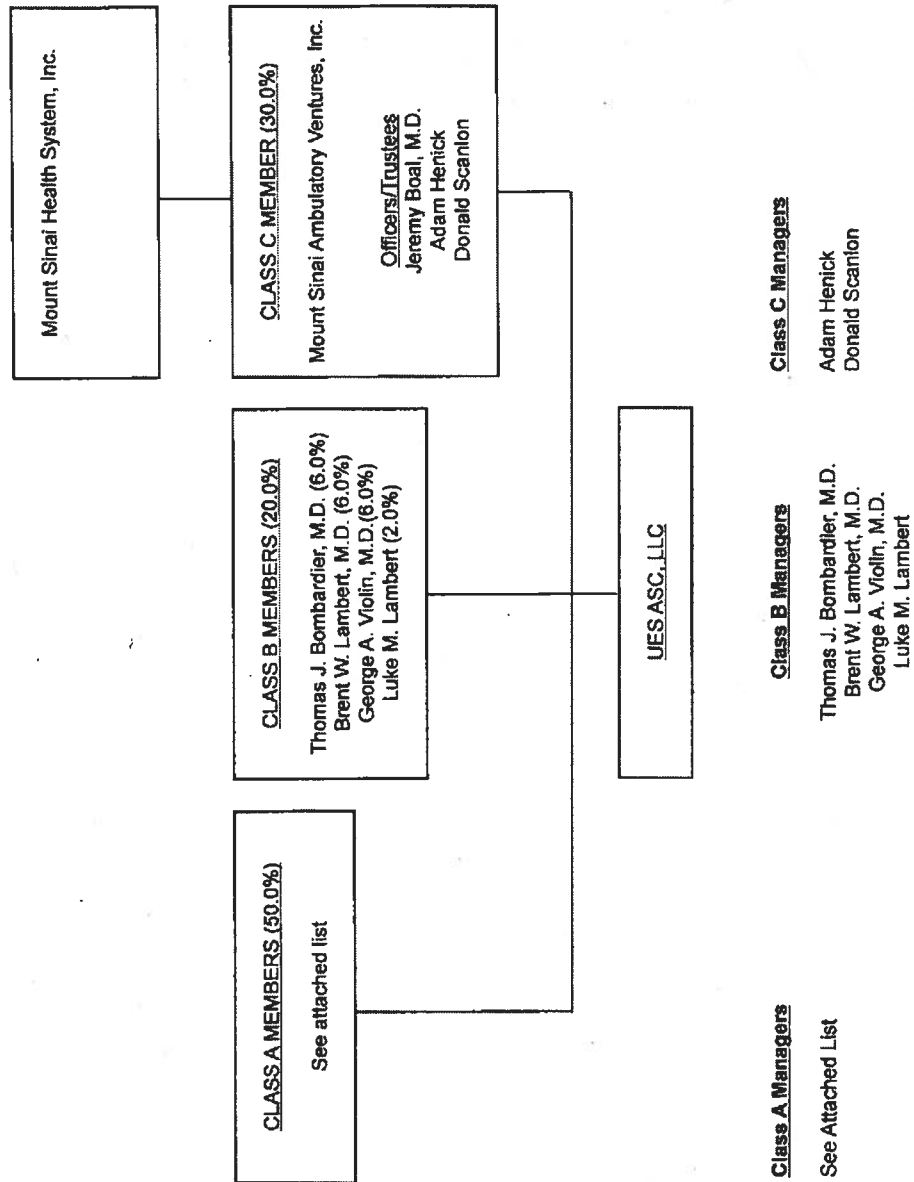 Mount Sinai Health System, Inc.
CLASS A MEMBERS (50.0%)
See attached list
CLASS B MEMBERS (20.0%)
Thomas J. Bombardier, M.D. (6.0%)
Brent W. Lambert, M.D. (6.0%)
George A. Violin, M.D.(6.0%)
Luke M. Lambert (2.0%)
CLASS C MEMBER (30.0%)
Mount Sinai Ambulatory Ventures, Inc.
Officers/Trustees
Jeremy Boal, M.D.
Adam Henick
Donald Scanlon
UES ASC, LLC
Class A Managers
See Attached List
Class B Managers
Thomas J. Bombardier, M.D.
Brent W. Lambert, M.D.
George A. Violin, M.D.
Luke M. Lambert
Class C Managers
Adam Henick
Donald Scanlon